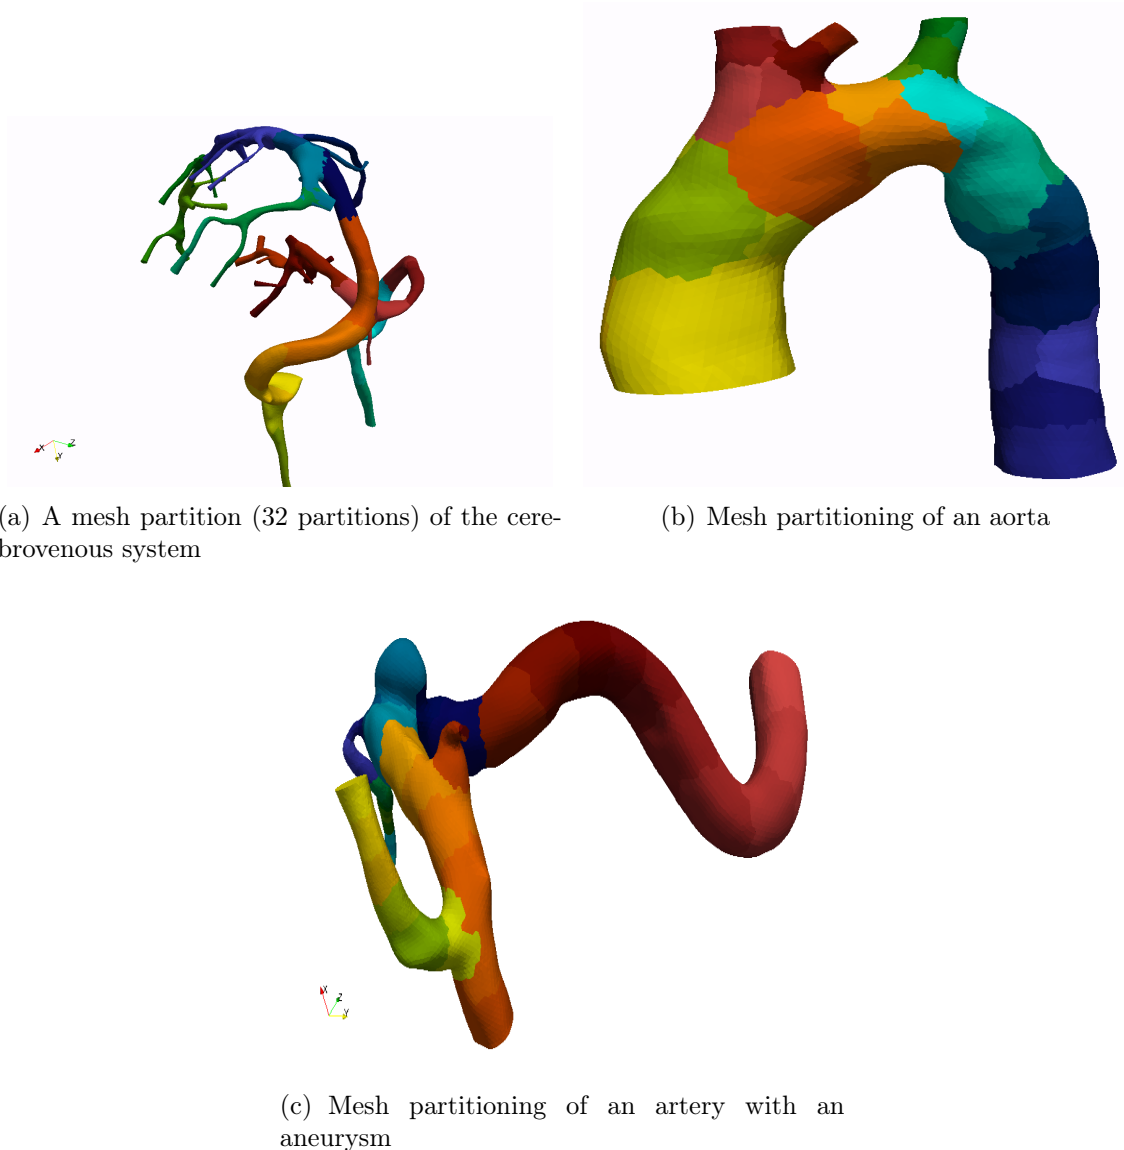 X Z
Y
(a) A mesh partition (32 partitions) of the cere-
brovenous system
(b) Mesh partitioning of an aorta
X
Z
Y
(c) Mesh partitioning of an artery with an
aneurysm